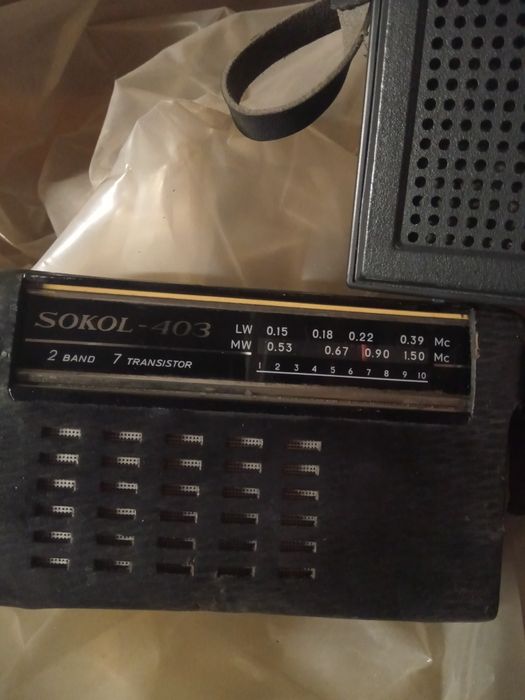 SOKOL-403
2 BAND 7 TRANSISTOR
LW 0.15 0.18 0.22 0.39 Mc
MW 0.53 0.67 0.90 1.50 Mc
1 2 3 4 5 6 7 8 9 10